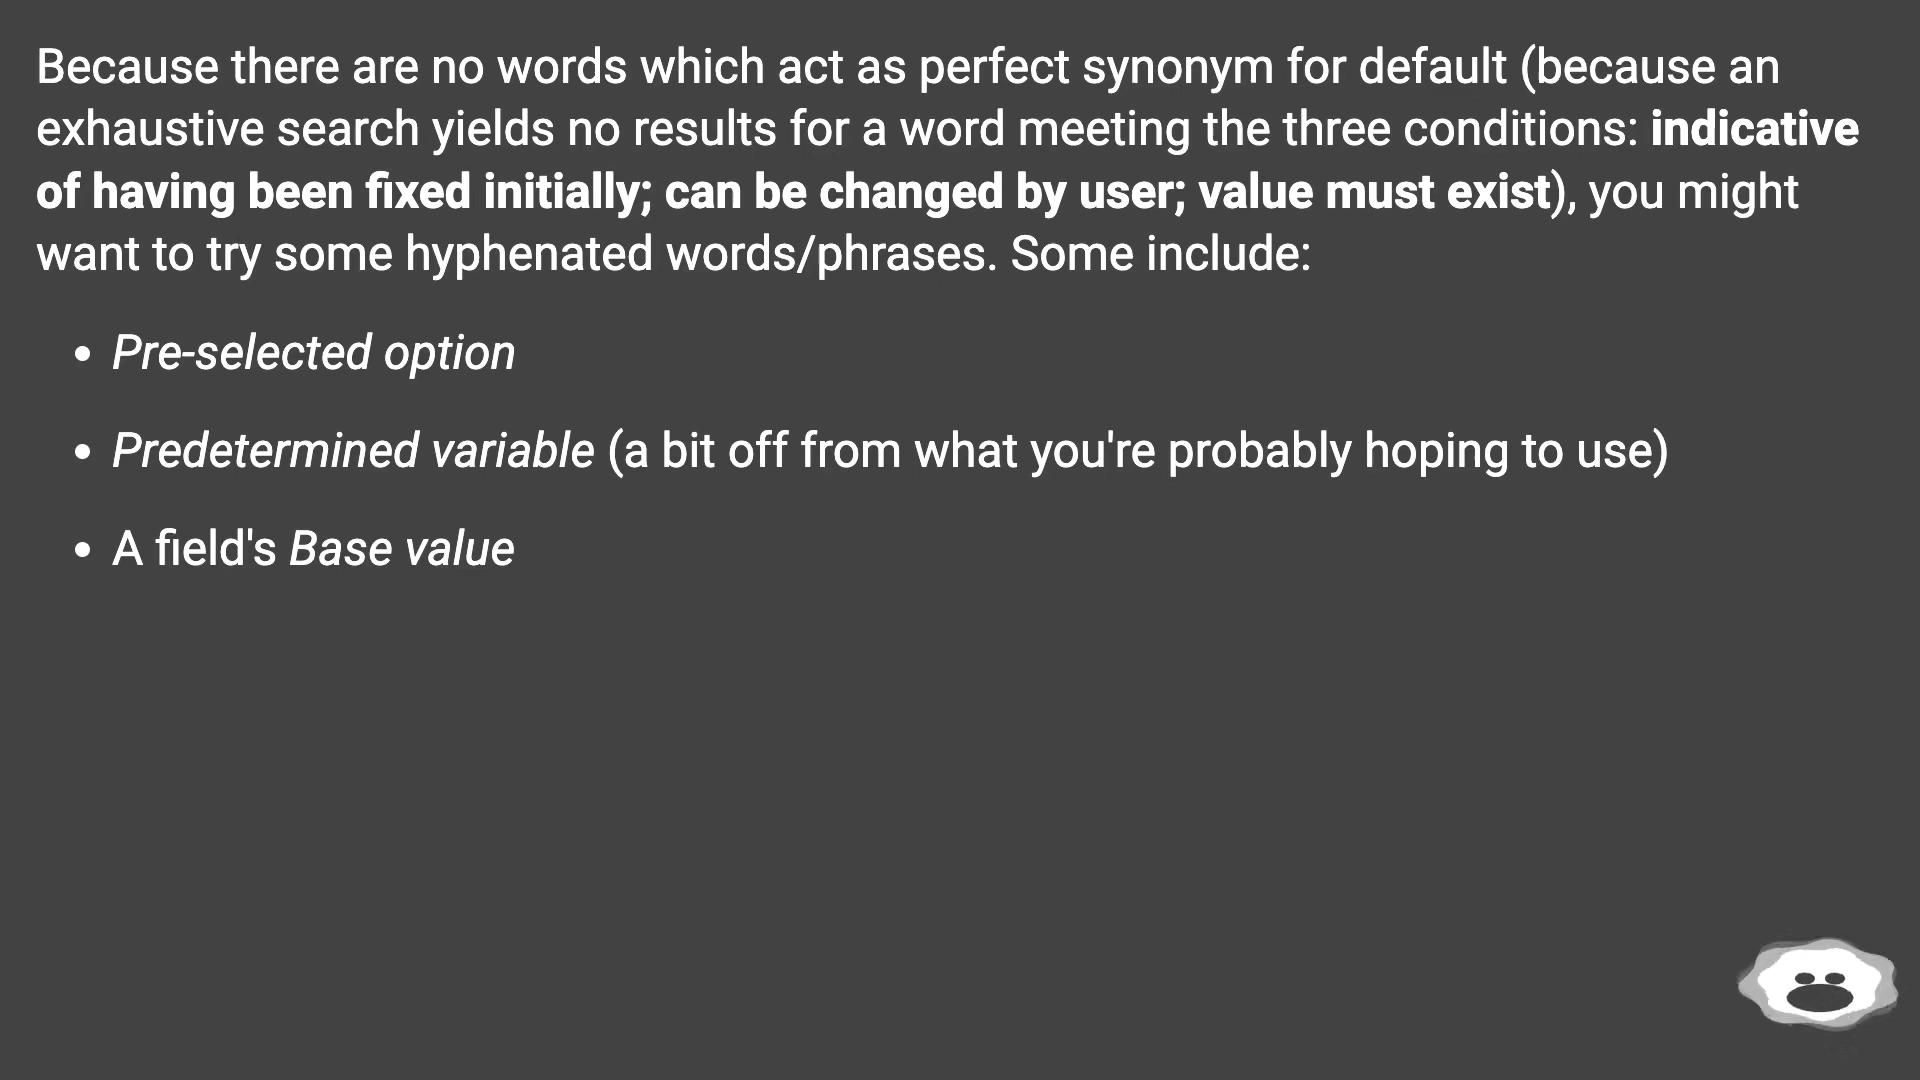 Because there are no words which act as perfect synonym for default (because an
exhaustive search yields no results for a word meeting the three conditions: indicative
of having been fixed initially; can be changed by user; value must exist), you might
want to try some hyphenated words/phrases. Some include:
• Pre-selected option
• Predetermined variable (a bit off from what you're probably hoping to use)
• A field's Base value